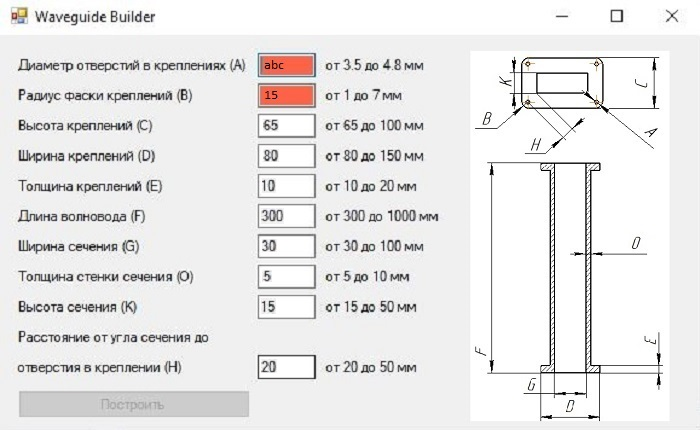 Waveguide Builder
Диаметр отверстий в креплениях (A) abc от 3.5 до 4.8 мм
Радиус фаски креплений (B) 15 от 1 до 7 мм
Высота креплений (C) 65 от 65 до 100 мм
Ширина креплений (D) 80 от 80 до 150 мм
Толщина креплений (E) 10 от 10 до 20 мм
Длина волновода (F) 300 от 300 до 1000 мм
Ширина сечения (G) 30 от 30 до 100 мм
Толщина стенки сечения (O) 5 от 5 до 10 мм
Высота сечения (K) 15 от 15 до 50 мм
Расстояние от угла сечения до
отверстия в креплении (H) 20 от 20 до 50 мм
Построить
K
C
B
H
A
O
F
E
G
D